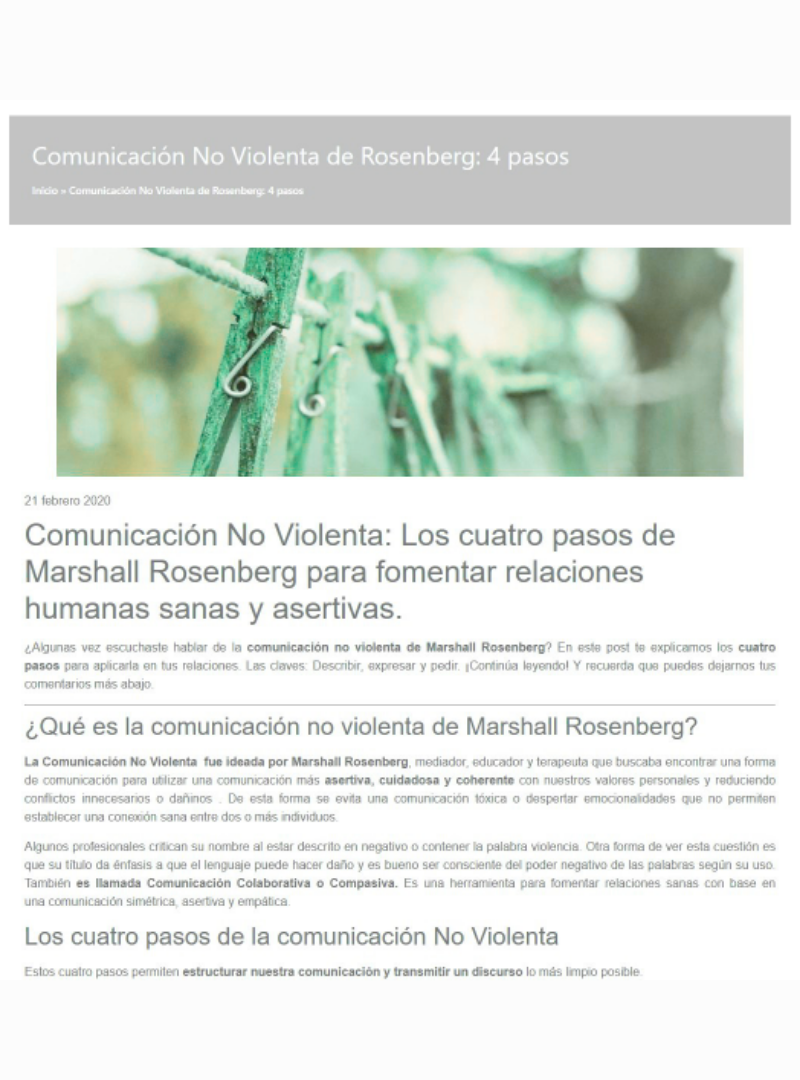 Comunicación No Violenta de Rosenberg: 4 pasos
Inicio » Comunicación No Violenta de Rosenberg: 4 pasos
21 febrero 2020
Comunicación No Violenta: Los cuatro pasos de
Marshall Rosenberg para fomentar relaciones
humanas sanas y asertivas.
¿Algunas vez escuchaste hablar de la comunicación no violenta de Marshall Rosenberg? En este post te explicamos los cuatro
pasos para aplicarla en tus relaciones. Las claves: Describir, expresar y pedir. ¡Continúa leyendo! Y recuerda que puedes dejarnos tus
comentarios más abajo.
¿Qué es la comunicación no violenta de Marshall Rosenberg?
La Comunicación No Violenta fue ideada por Marshall Rosenberg, mediador, educador y terapeuta que buscaba encontrar una forma
de comunicación para utilizar una comunicación más asertiva, cuidadosa y coherente con nuestros valores personales y reduciendo
conflictos innecesarios o dañinos . De esta forma se evita una comunicación tóxica o despertar emocionalidades que no permiten
establecer una conexión sana entre dos o más individuos.
Algunos profesionales critican su nombre al estar descrito en negativo o contener la palabra violencia. Otra forma de ver esta cuestión es
que su título da énfasis a que el lenguaje puede hacer daño y es bueno ser consciente del poder negativo de las palabras según su uso.
También es llamada Comunicación Colaborativa o Compasiva. Es una herramienta para fomentar relaciones sanas con base en
una comunicación simétrica, asertiva y empática.
Los cuatro pasos de la comunicación No Violenta
Estos cuatro pasos permiten estructurar nuestra comunicación y transmitir un discurso lo más limpio posible.